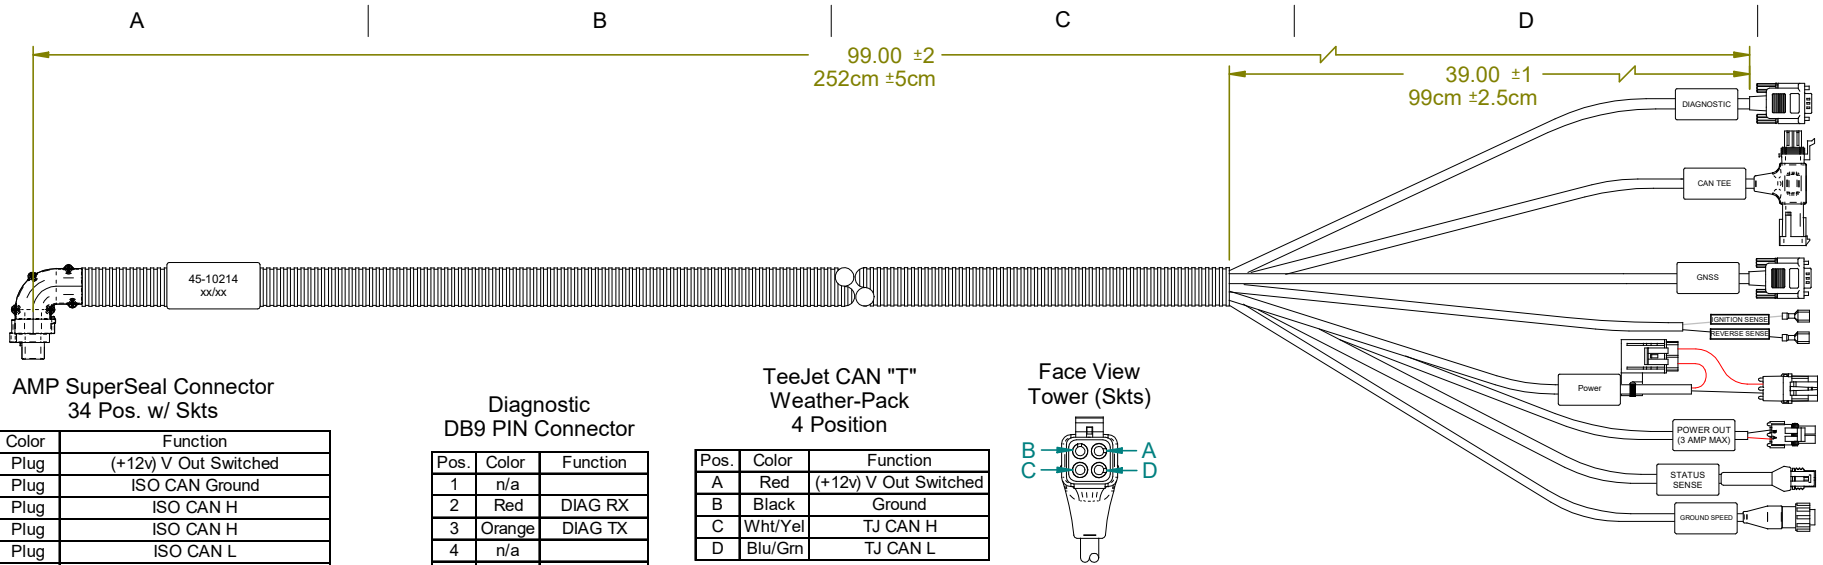 A B C D
99.00 ±2
252cm ±5cm
39.00 ±1
99cm ±2.5cm
DIAGNOSTIC
CAN TEE
GNSS
45-10214
xx/xx
IGNITION SENSE
REVERSE SENSE
Power
POWER OUT
(3 AMP MAX)
STATUS
SENSE
GROUND SPEED
AMP SuperSeal Connector
34 Pos. w/ Skts
Color Function
Plug (+12v) V Out Switched
Plug ISO CAN Ground
Plug ISO CAN H
Plug ISO CAN H
Plug ISO CAN L
Diagnostic
DB9 PIN Connector
Pos. Color Function
1 n/a
2 Red DIAG RX
3 Orange DIAG TX
4 n/a
TeeJet CAN "T"
Weather-Pack
4 Position
Pos. Color Function
A Red (+12v) V Out Switched
B Black Ground
C Wht/Yel TJ CAN H
D Blu/Grn TJ CAN L
Face View
Tower (Skts)
B A
C D